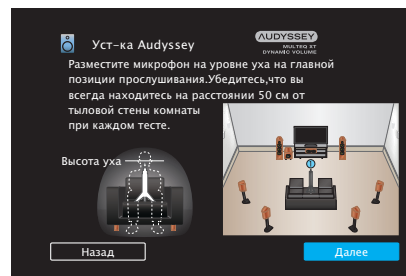 Уст-ка Audyssey
AUDYSSEY
MULTEQ XT
DYNAMIC VOLUME
Разместите микрофон на уровне уха на главной
позиции прослушивания.Убедитесь,что вы
всегда находитесь на расстоянии 50 см от
тыловой стены комнаты
при каждом тесте.
Высота уха
Назад
Далее